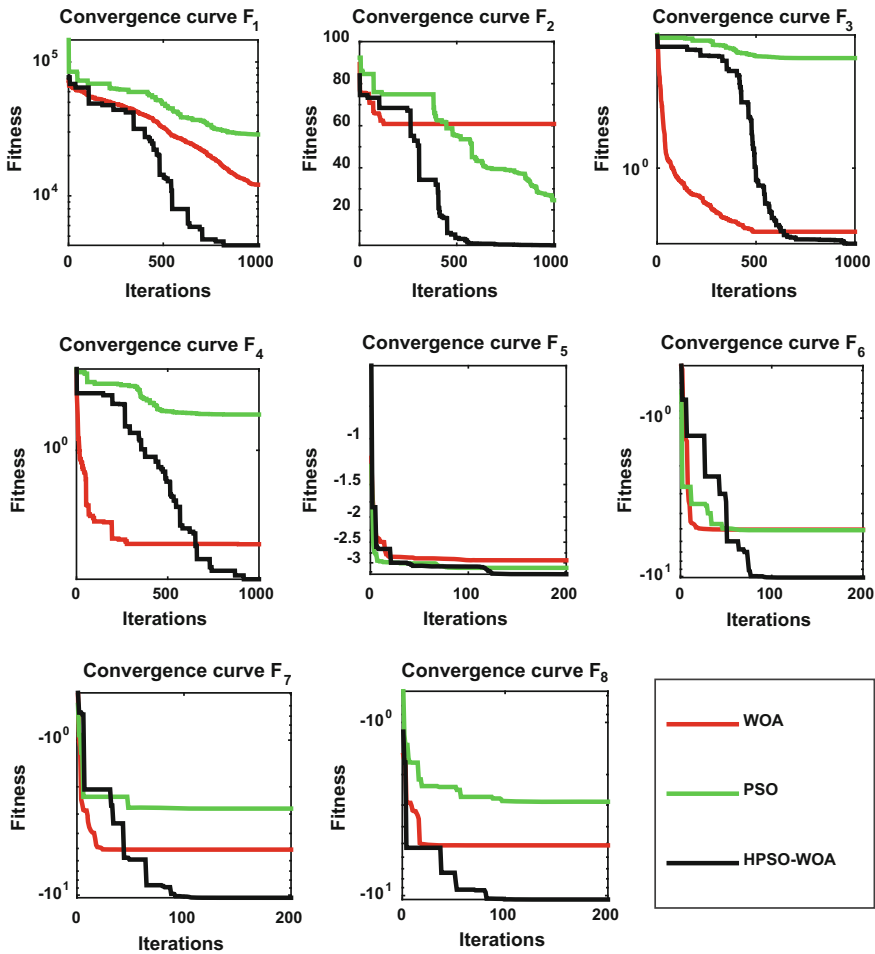 Convergence curve F1
Fitness
10^5
10^4
0
500
1000
Iterations
Convergence curve F2
Fitness
100
80
60
40
20
0
500
1000
Iterations
Convergence curve F3
Fitness
10^0
0
500
1000
Iterations
Convergence curve F4
Fitness
10^0
0
500
1000
Iterations
Convergence curve F5
Fitness
-1
-1.5
-2
-2.5
-3
0
100
200
Iterations
Convergence curve F6
Fitness
-10^0
-10^1
0
100
200
Iterations
Convergence curve F7
Fitness
-10^0
-10^1
0
100
200
Iterations
Convergence curve F8
Fitness
-10^0
-10^1
0
100
200
Iterations
WOA
PSO
HPSO-WOA